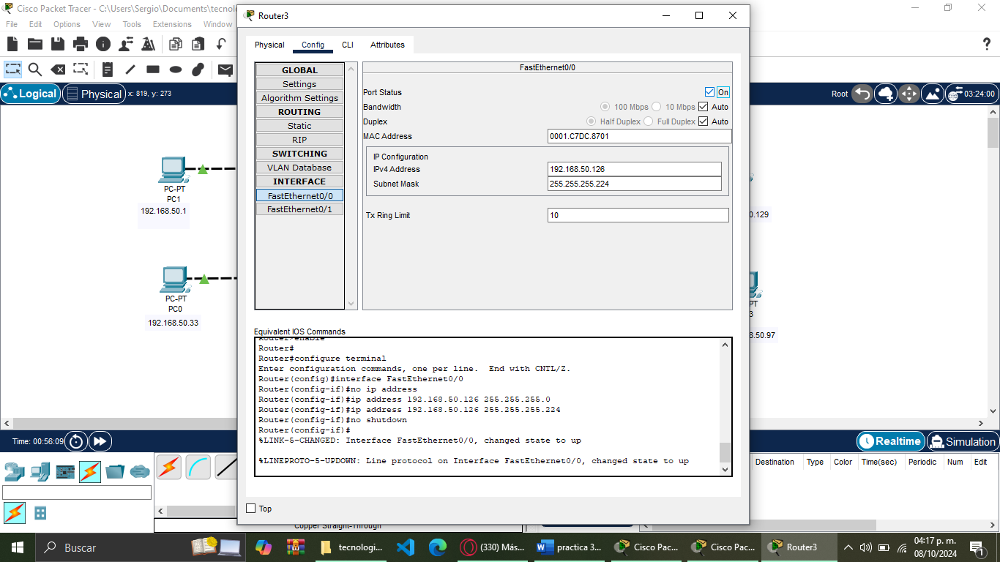 Cisco Packet Tracer - C:\Users\Sergio\Documents\tecnolo
Router3
File Edit Options View Tools Extensions Window
Physical Config CLI Attributes
GLOBAL
Settings
Algorithm Settings
ROUTING
Static
RIP
SWITCHING
VLAN Database
INTERFACE
FastEthernet0/0
FastEthernet0/1
FastEthernet0/0
Port Status On
Bandwidth 100 Mbps 10 Mbps Auto
Duplex Half Duplex Full Duplex Auto
MAC Address 0001.C7DC.8701
IP Configuration
IPv4 Address 192.168.50.126
Subnet Mask 255.255.255.224
Tx Ring Limit 10
Logical Physical x: 819, y: 273
Root 03:24:00
PC-PT
PC1
192.168.50.1
PC-PT
PC0
192.168.50.33
0.129
PT
3
8.50.97
Equivalent IOS Commands
Router>enable
Router#
Router#configure terminal
Enter configuration commands, one per line. End with CNTL/Z.
Router(config)#interface FastEthernet0/0
Router(config-if)#no ip address
Router(config-if)#ip address 192.168.50.126 255.255.255.0
Router(config-if)#ip address 192.168.50.126 255.255.255.224
Router(config-if)#no shutdown
Router(config-if)#
%LINK-5-CHANGED: Interface FastEthernet0/0, changed state to up
%LINEPROTO-5-UPDOWN: Line protocol on Interface FastEthernet0/0, changed state to up
Top
Time: 00:56:09
Realtime Simulation
Destination Type Color Time(sec) Periodic Num Edit
Copper Straight-Through
Buscar
tecnologi...
(330) Más...
practica 3...
Cisco Pac...
Cisco Pac...
Router3
04:17 p. m.
08/10/2024
1